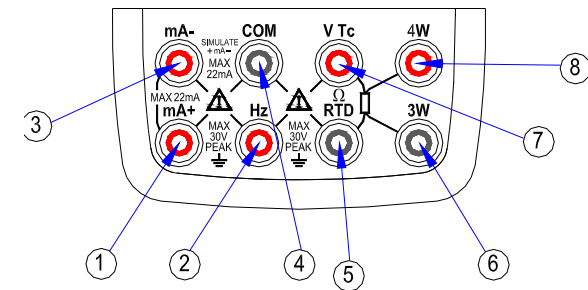 mA- COM V Tc 4W
SIMULATE
+ mA=
MAX
22mA
MAX 22mA
mA+ Hz Ω
RTD 3W
MAX
30V
PEAK
MAX
30V
PEAK
1 2 3 4 5 6 7 8